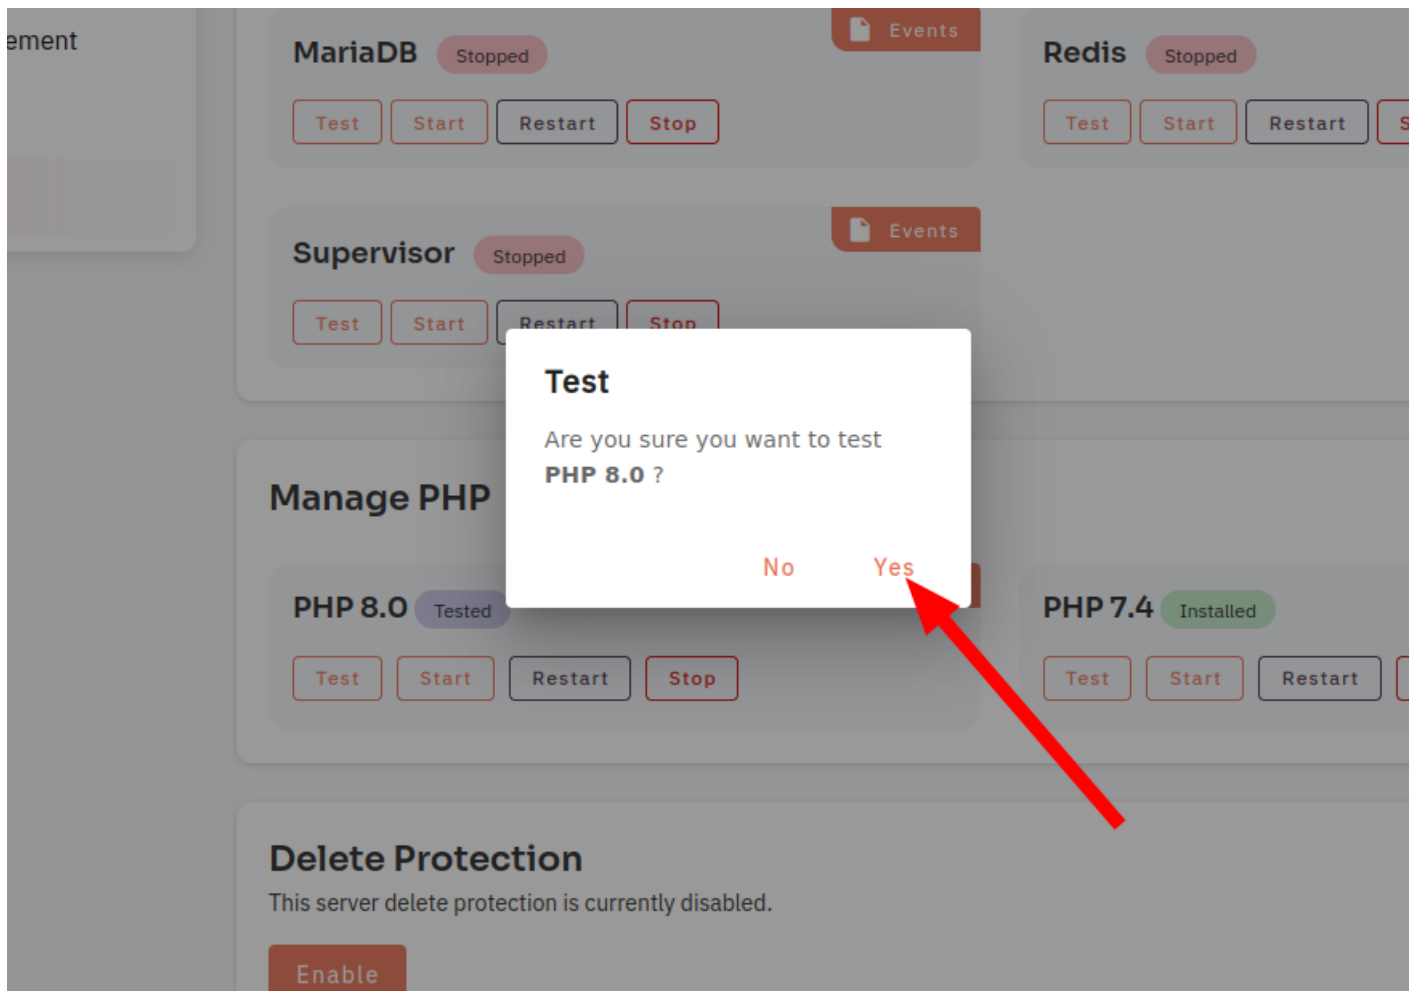 ement
MariaDB Stopped Events
Test Start Restart Stop
Redis Stopped
Test Start Restart S
Supervisor Stopped Events
Test Start Restart Stop
Test
Are you sure you want to test
PHP 8.0 ?
No Yes
Manage PHP
PHP 8.0 Tested
Test Start Restart Stop
PHP 7.4 Installed
Test Start Restart
Delete Protection
This server delete protection is currently disabled.
Enable